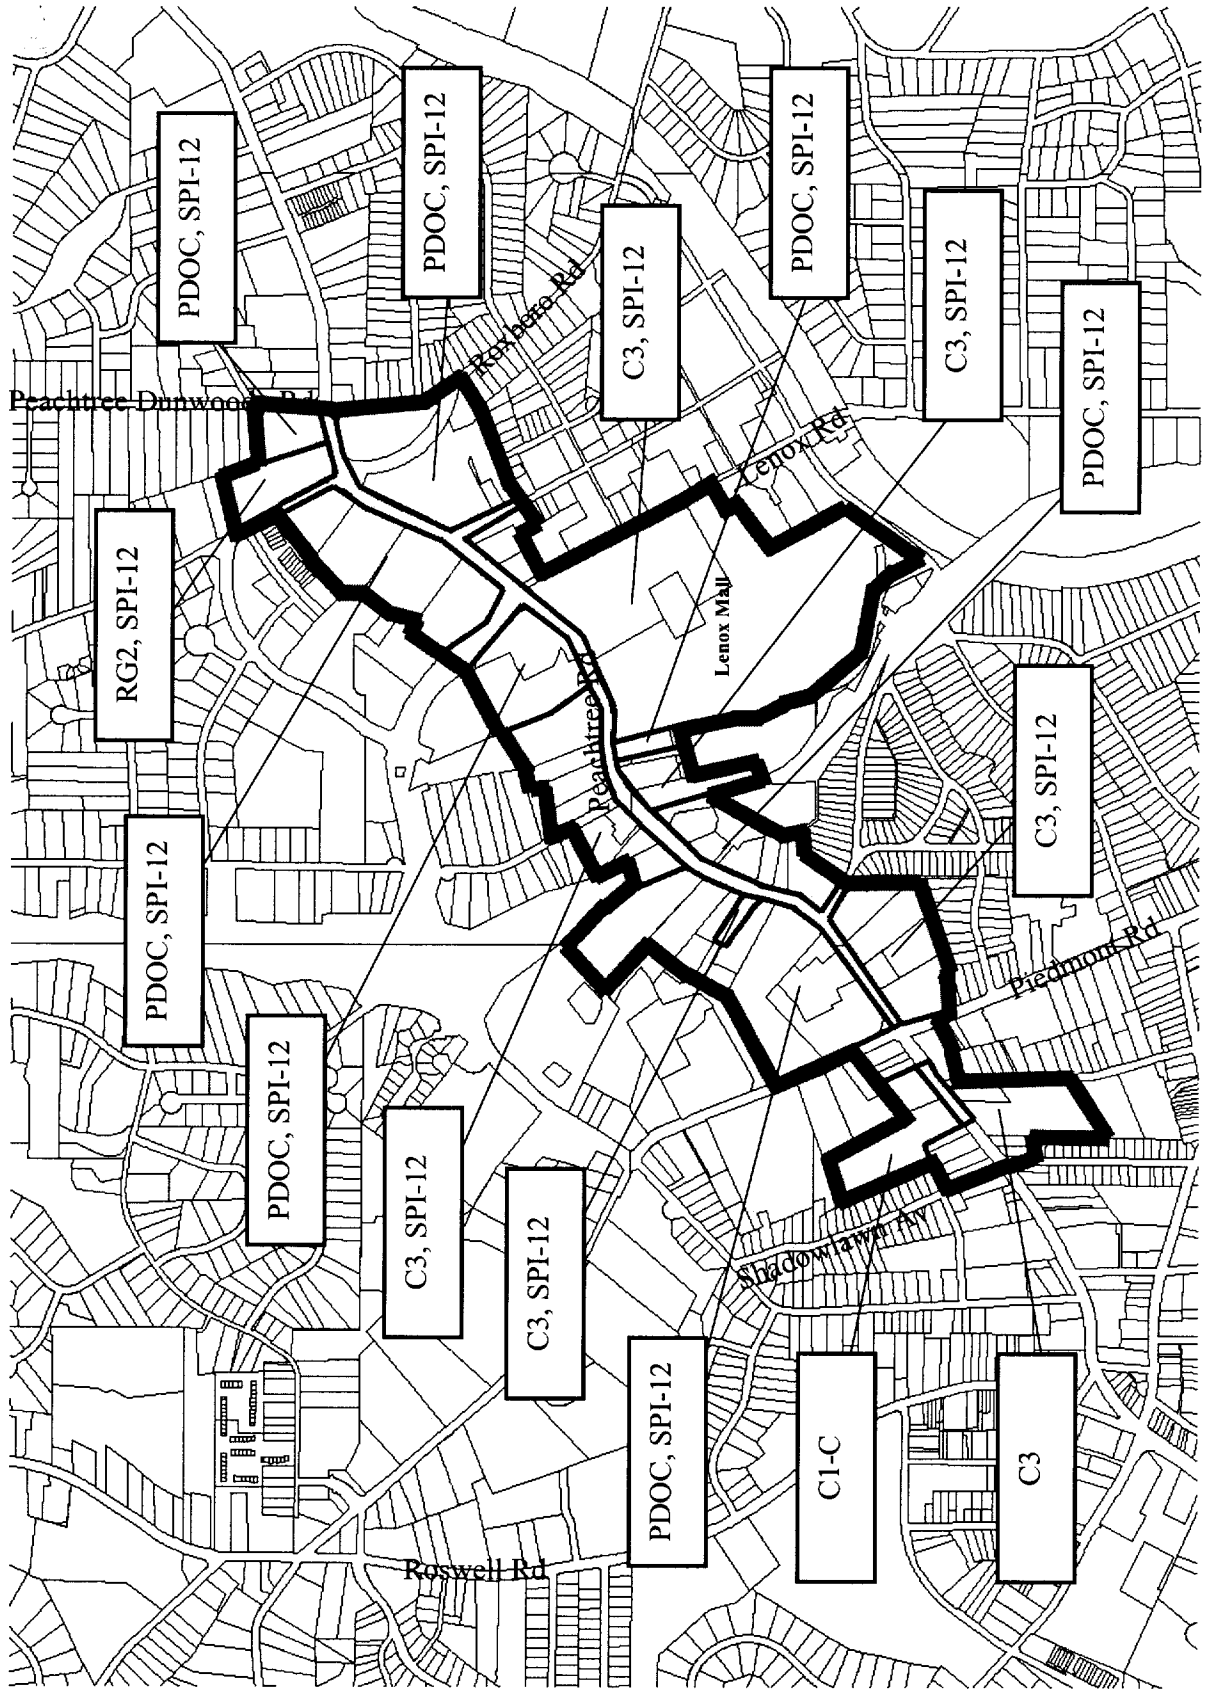 PDOC, SPI-12
PDOC, SPI-12
PDOC, SPI-12
C3, SPI-12
C3, SPI-12
PDOC, SPI-12
Peachtree Dunwoody Rd
Roxboro Rd
Lenox Rd
RG2, SPI-12
Lenox Mall
Peachtree Rd
C3, SPI-12
PDOC, SPI-12
Piedmont Rd
PDOC, SPI-12
C3, SPI-12
C3, SPI-12
Shadowlawn Av
PDOC, SPI-12
C1-C
C3
Roswell Rd